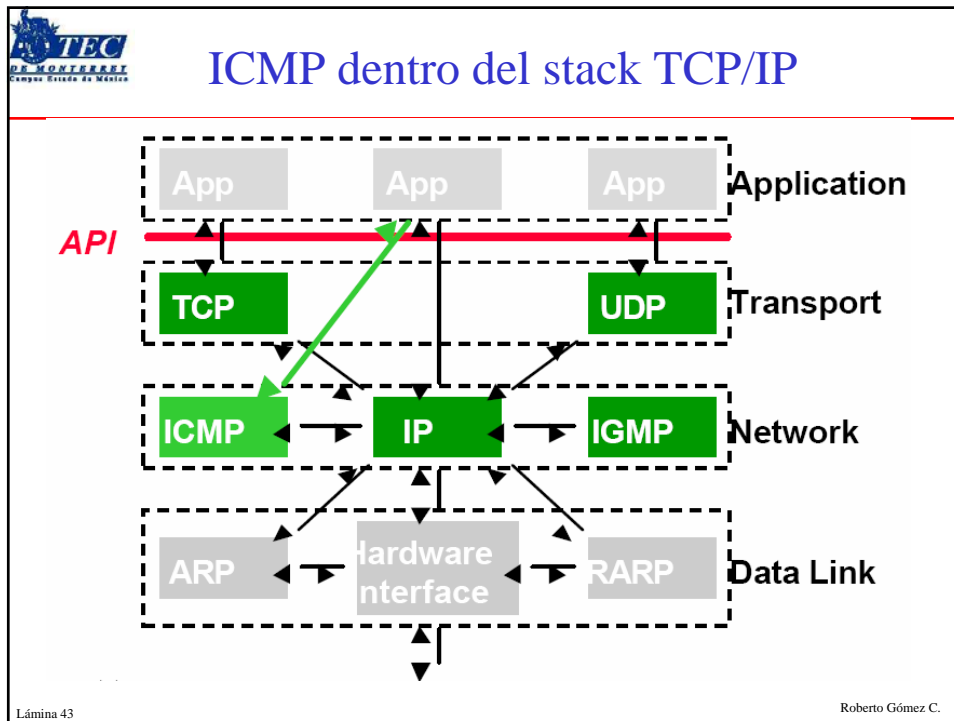 TEC
DE MONTERREY
Campus Estado de México
ICMP dentro del stack TCP/IP
App App App Application
API
TCP UDP Transport
ICMP IP IGMP Network
ARP Hardware Interface RARP Data Link
Lámina 43
Roberto Gómez C.